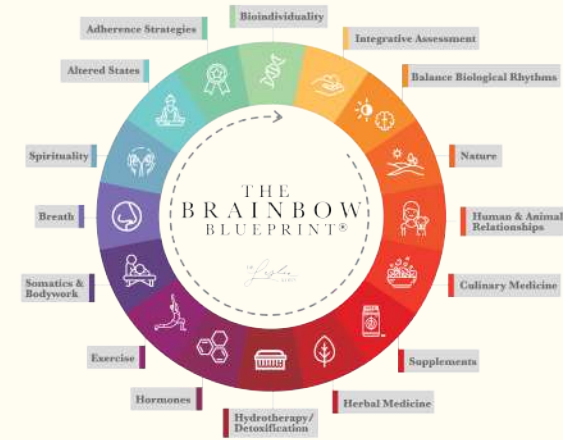 Bioindividuality
Integrative Assessment
Balance Biological Rhythms
Nature
Human & Animal
Relationships
Culinary Medicine
Supplements
Herbal Medicine
Hydrotherapy/
Detoxification
Hormones
Exercise
Somatics &
Bodywork
Breath
Spirituality
Altered States
Adherence Strategies
THE
BRAINBOW
BLUEPRINT®